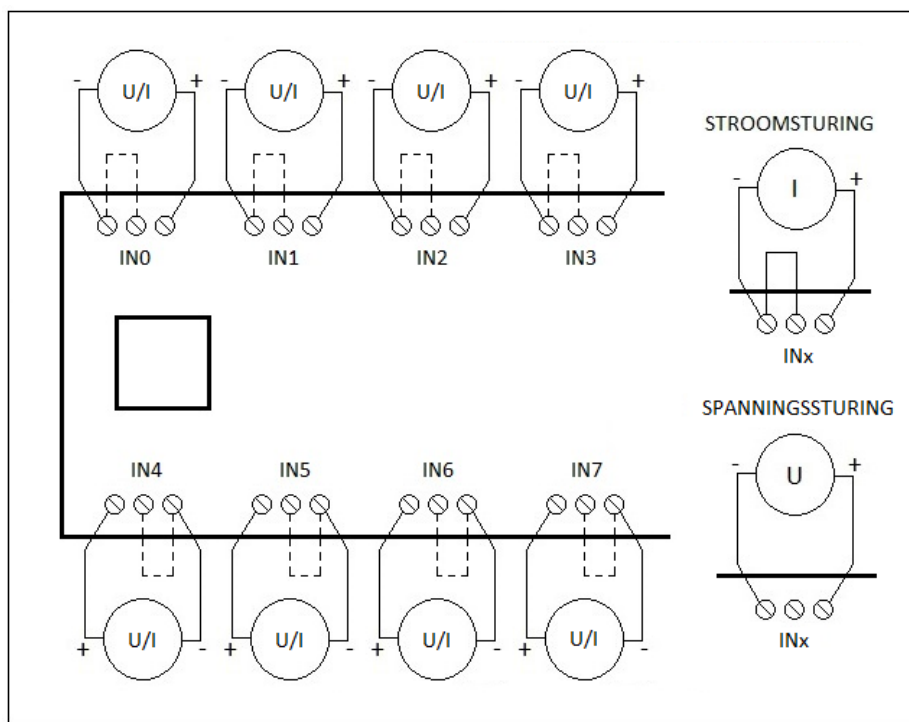 - U/I + - U/I + - U/I + - U/I +
IN0 IN1 IN2 IN3
STROOMSTURING
- I +
INx
SPANNINGSSTURING
- U +
INx
IN4 IN5 IN6 IN7
+ U/I - + U/I - + U/I - + U/I -